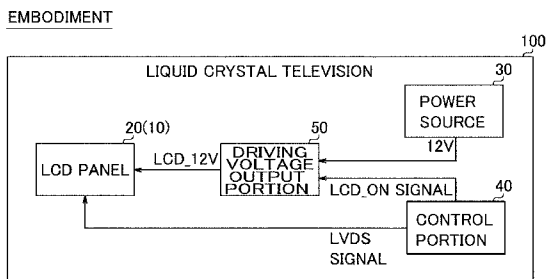 EMBODIMENT
100
LIQUID CRYSTAL TELEVISION
30
POWER
SOURCE
12V
20(10)
LCD PANEL
LCD_12V
50
DRIVING
VOLTAGE
OUTPUT
PORTION
LCD_ON SIGNAL
40
CONTROL
PORTION
LVDS
SIGNAL